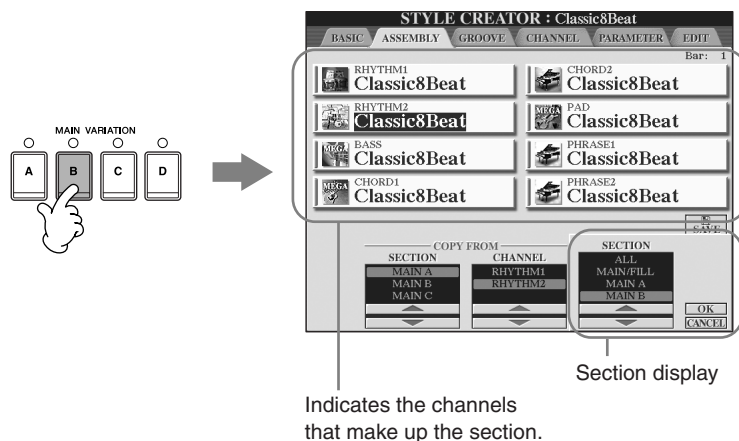 STYLE CREATOR : Classic8Beat
BASIC ASSEMBLY GROOVE CHANNEL PARAMETER EDIT
Bar: 1
RHYTHM1
Classic8Beat
CHORD2
Classic8Beat
RHYTHM2
Classic8Beat
MEGA
PAD
Classic8Beat
MEGA
BASS
Classic8Beat
PHRASE1
Classic8Beat
MEGA
CHORD1
Classic8Beat
PHRASE2
Classic8Beat
MAIN VARIATION
A B C D
SAVE
COPY FROM
SECTION CHANNEL
MAIN A
MAIN B
MAIN C
RHYTHM1
RHYTHM2
SECTION
ALL
MAIN/FILL
MAIN A
MAIN B
OK
CANCEL
Section display
Indicates the channels
that make up the section.